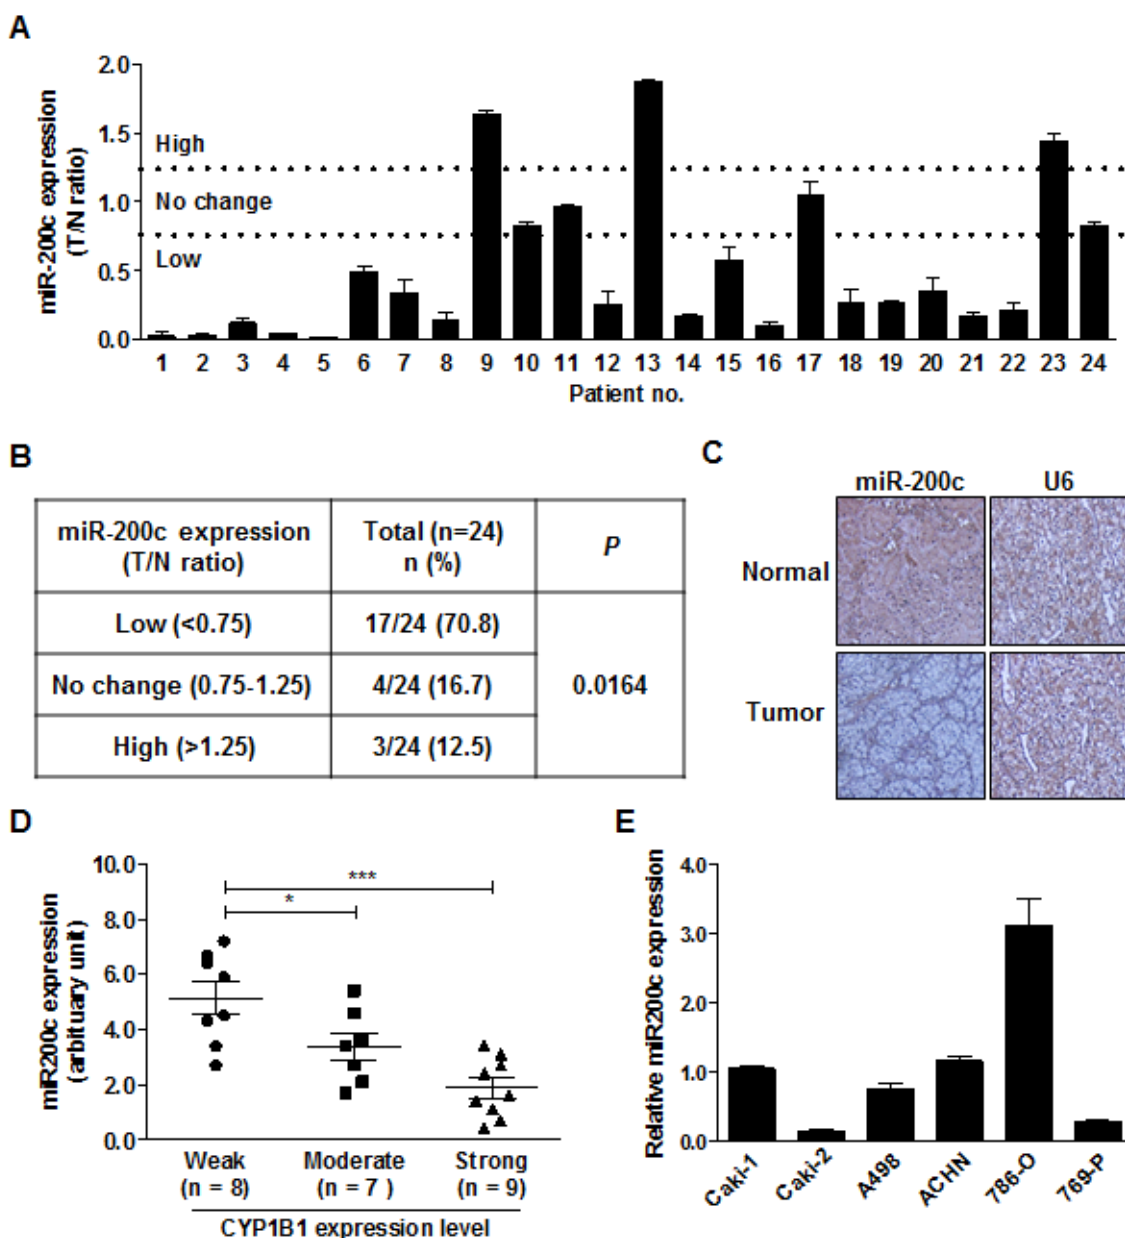 A
miR-200c expression
(T/N ratio)
2.0
1.5
1.0
0.5
0.0
High
No change
Low
1 2 3 4 5 6 7 8 9 10 11 12 13 14 15 16 17 18 19 20 21 22 23 24
Patient no.
B
miR-200c expression
(T/N ratio)
Total (n=24)
n (%)
P
Low (<0.75)
17/24 (70.8)
No change (0.75-1.25)
4/24 (16.7)
0.0164
High (>1.25)
3/24 (12.5)
C
miR-200c
U6
Normal
Tumor
D
miR200c expression
(arbituary unit)
10.0
8.0
6.0
4.0
2.0
0.0
***
*
Weak
(n = 8)
Moderate
(n = 7 )
Strong
(n = 9)
CYP1B1 expression level
E
Relative miR200c expression
4.0
3.0
2.0
1.0
0.0
Caki-1
Caki-2
A498
ACHN
786-O
769-P